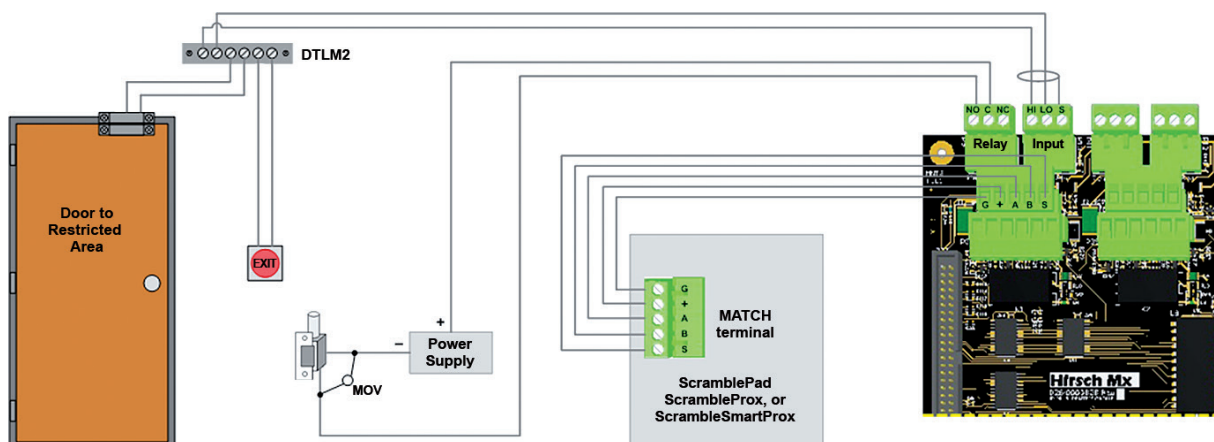 DTLM2
Door to
Restricted
Area
EXIT
+
−
Power
Supply
MOV
G
+
A
B
S
MATCH
terminal
ScramblePad
ScrambleProx, or
ScrambleSmartProx
NO C NC
HI LO S
Relay
Input
G + A B S
Hirsch Mx